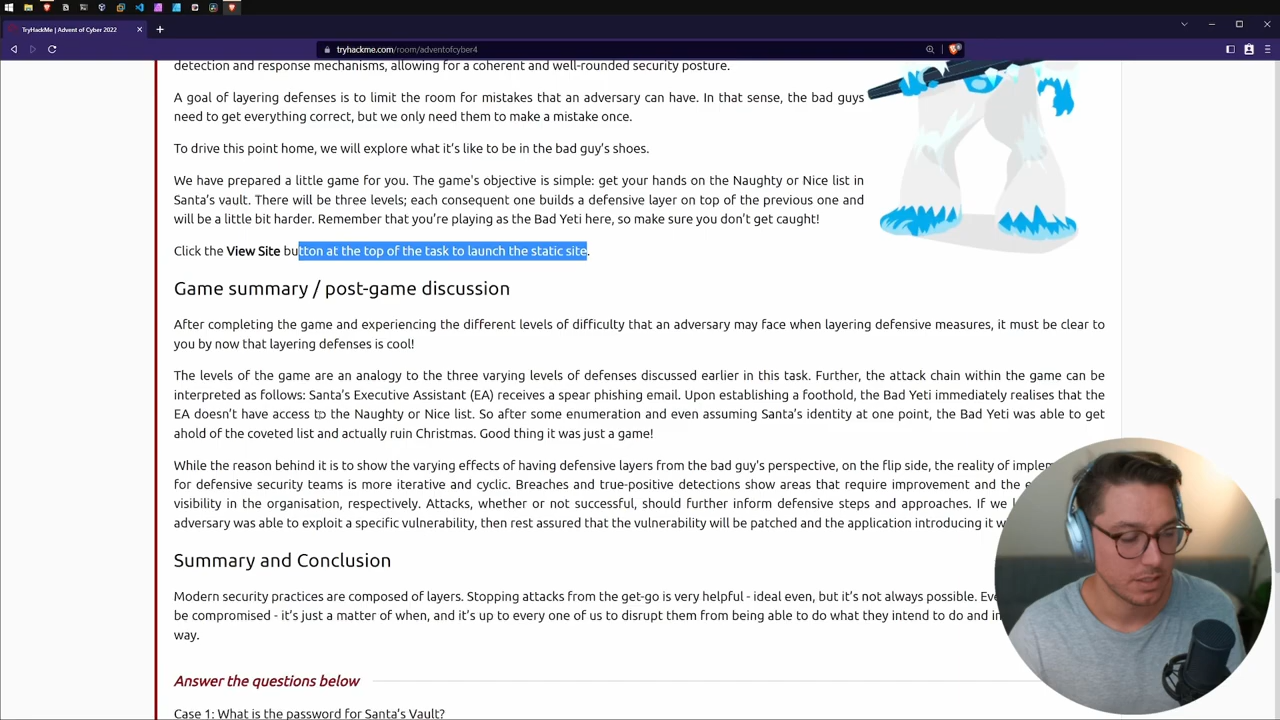 TryHackMe | Advent of Cyber 2022
tryhackme.com/room/adventofcyber4
detection and response mechanisms, allowing for a coherent and well-rounded security posture.
A goal of layering defenses is to limit the room for mistakes that an adversary can have. In that sense, the bad guys
need to get everything correct, but we only need them to make a mistake once.
To drive this point home, we will explore what it's like to be in the bad guy's shoes.
We have prepared a little game for you. The game's objective is simple: get your hands on the Naughty or Nice list in
Santa's vault. There will be three levels; each consequent one builds a defensive layer on top of the previous one and
will be a little bit harder. Remember that you're playing as the Bad Yeti here, so make sure you don't get caught!
Click the View Site button at the top of the task to launch the static site.
Game summary / post-game discussion
After completing the game and experiencing the different levels of difficulty that an adversary may face when layering defensive measures, it must be clear to
you by now that layering defenses is cool!
The levels of the game are an analogy to the three varying levels of defenses discussed earlier in this task. Further, the attack chain within the game can be
interpreted as follows: Santa's Executive Assistant (EA) receives a spear phishing email. Upon establishing a foothold, the Bad Yeti immediately realises that the
EA doesn't have access to the Naughty or Nice list. So after some enumeration and even assuming Santa's identity at one point, the Bad Yeti was able to get
ahold of the coveted list and actually ruin Christmas. Good thing it was just a game!
While the reason behind it is to show the varying effects of having defensive layers from the bad guy's perspective, on the flip side, the reality of
for defensive security teams is more iterative and cyclic. Breaches and true-positive detections show areas that require improvement and the
visibility in the organisation, respectively. Attacks, whether or not successful, should further inform defensive steps and approaches. If we
adversary was able to exploit a specific vulnerability, then rest assured that the vulnerability will be patched and the application introducing it
Summary and Conclusion
Modern security practices are composed of layers. Stopping attacks from the get-go is very helpful - ideal even, but it's not always possible.
be compromised - it's just a matter of when, and it's up to every one of us to disrupt them from being able to do what they intend to do and
way.
Answer the questions below
Case 1: What is the password for Santa's Vault?